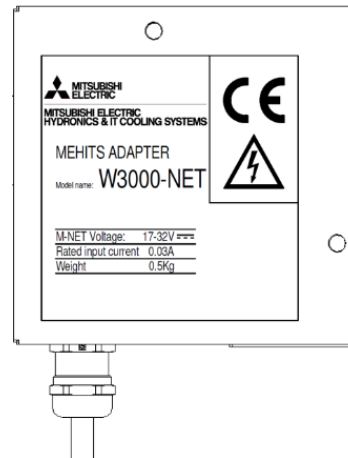 MITSUBISHI
ELECTRIC
MITSUBISHI ELECTRIC
HYDRONICS & IT COOLING SYSTEMS
CE
MEHITS ADAPTER
Model name: W3000-NET
M-NET Voltage: 17-32V
Rated input current 0.03A
Weight 0.5Kg